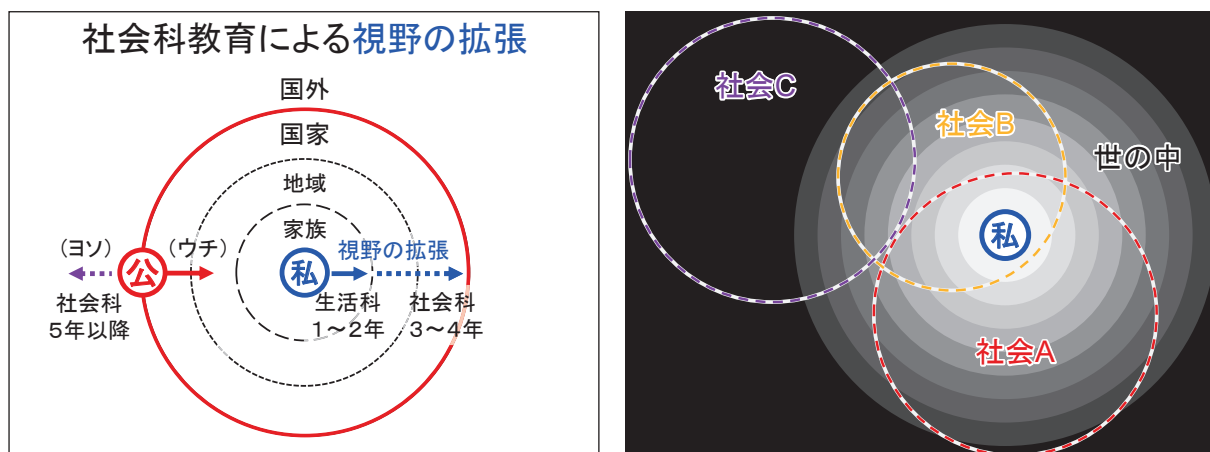 社会科教育による視野の拡張
国外
国家
地域
家族
(ヨソ)
公
(ウチ)
私
視野の拡張
社会科
5年以降
生活科
1~2年
社会科
3~4年
社会C
社会B
世の中
私
社会A